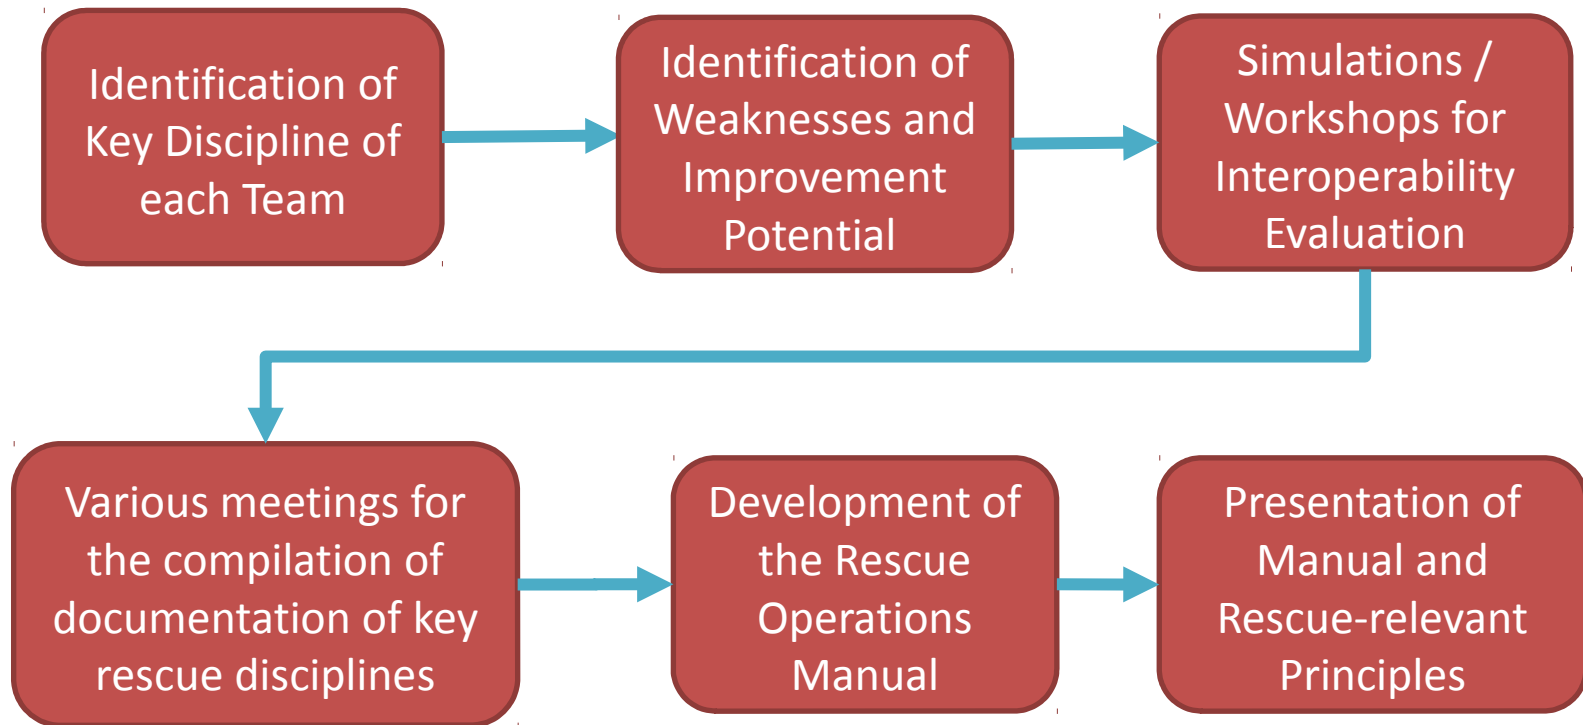 Identification of
Key Discipline of
each Team
Identification of
Weaknesses and
Improvement
Potential
Simulations /
Workshops for
Interoperability
Evaluation
Various meetings for
the compilation of
documentation of key
rescue disciplines
Development of
the Rescue
Operations
Manual
Presentation of
Manual and
Rescue-relevant
Principles